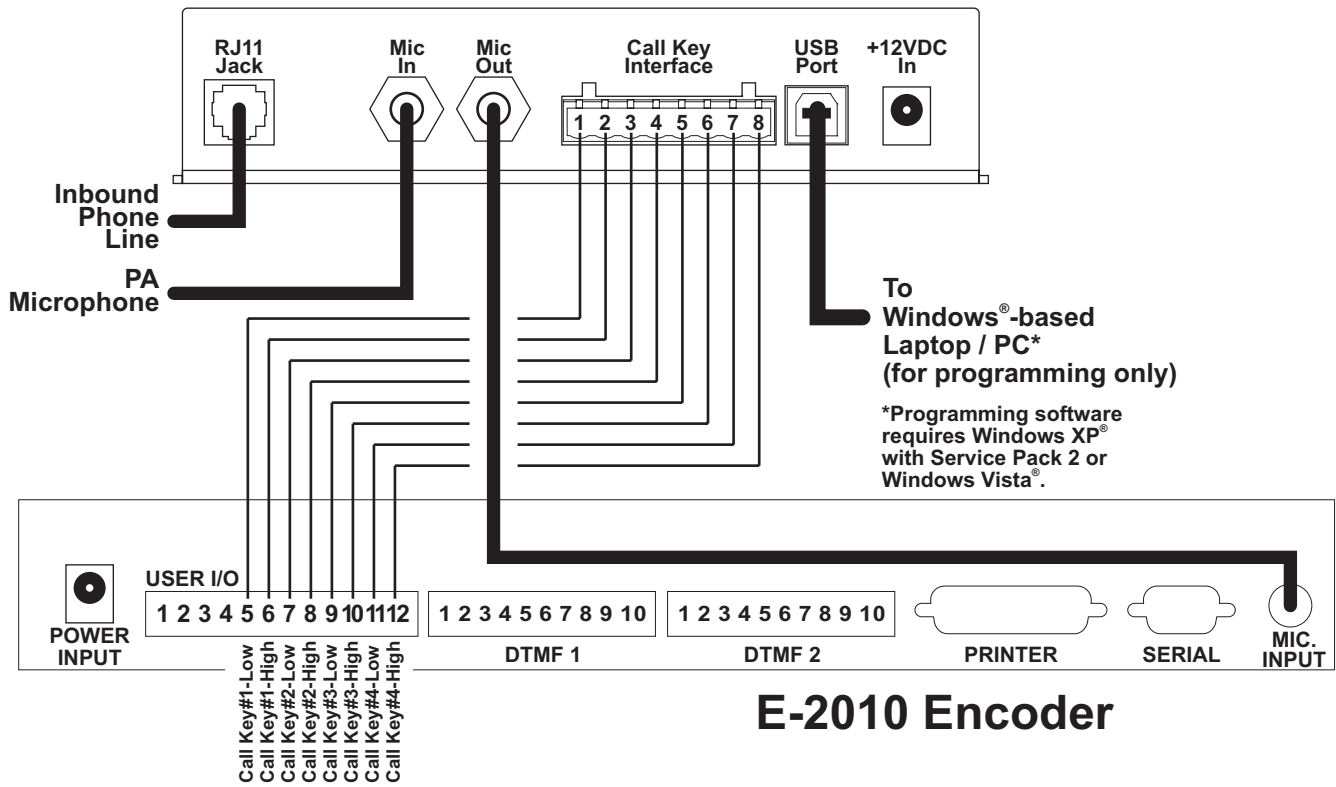 RJ11
Jack
Mic
In
Mic
Out
Call Key
Interface
USB
Port
+12VDC
In
1 2 3 4 5 6 7 8
Inbound
Phone
Line
PA
Microphone
To
Windows®-based
Laptop / PC*
(for programming only)
*Programming software
requires Windows XP®
with Service Pack 2 or
Windows Vista®.
USER I/O
1 2 3 4 5 6 7 8 9 10 11 12
1 2 3 4 5 6 7 8 9 10
1 2 3 4 5 6 7 8 9 10
POWER
INPUT
DTMF 1
DTMF 2
PRINTER
SERIAL
MIC.
INPUT
Call Key#1-Low
Call Key#1-High
Call Key#2-Low
Call Key#2-High
Call Key#3-Low
Call Key#3-High
Call Key#4-Low
Call Key#4-High
E-2010 Encoder